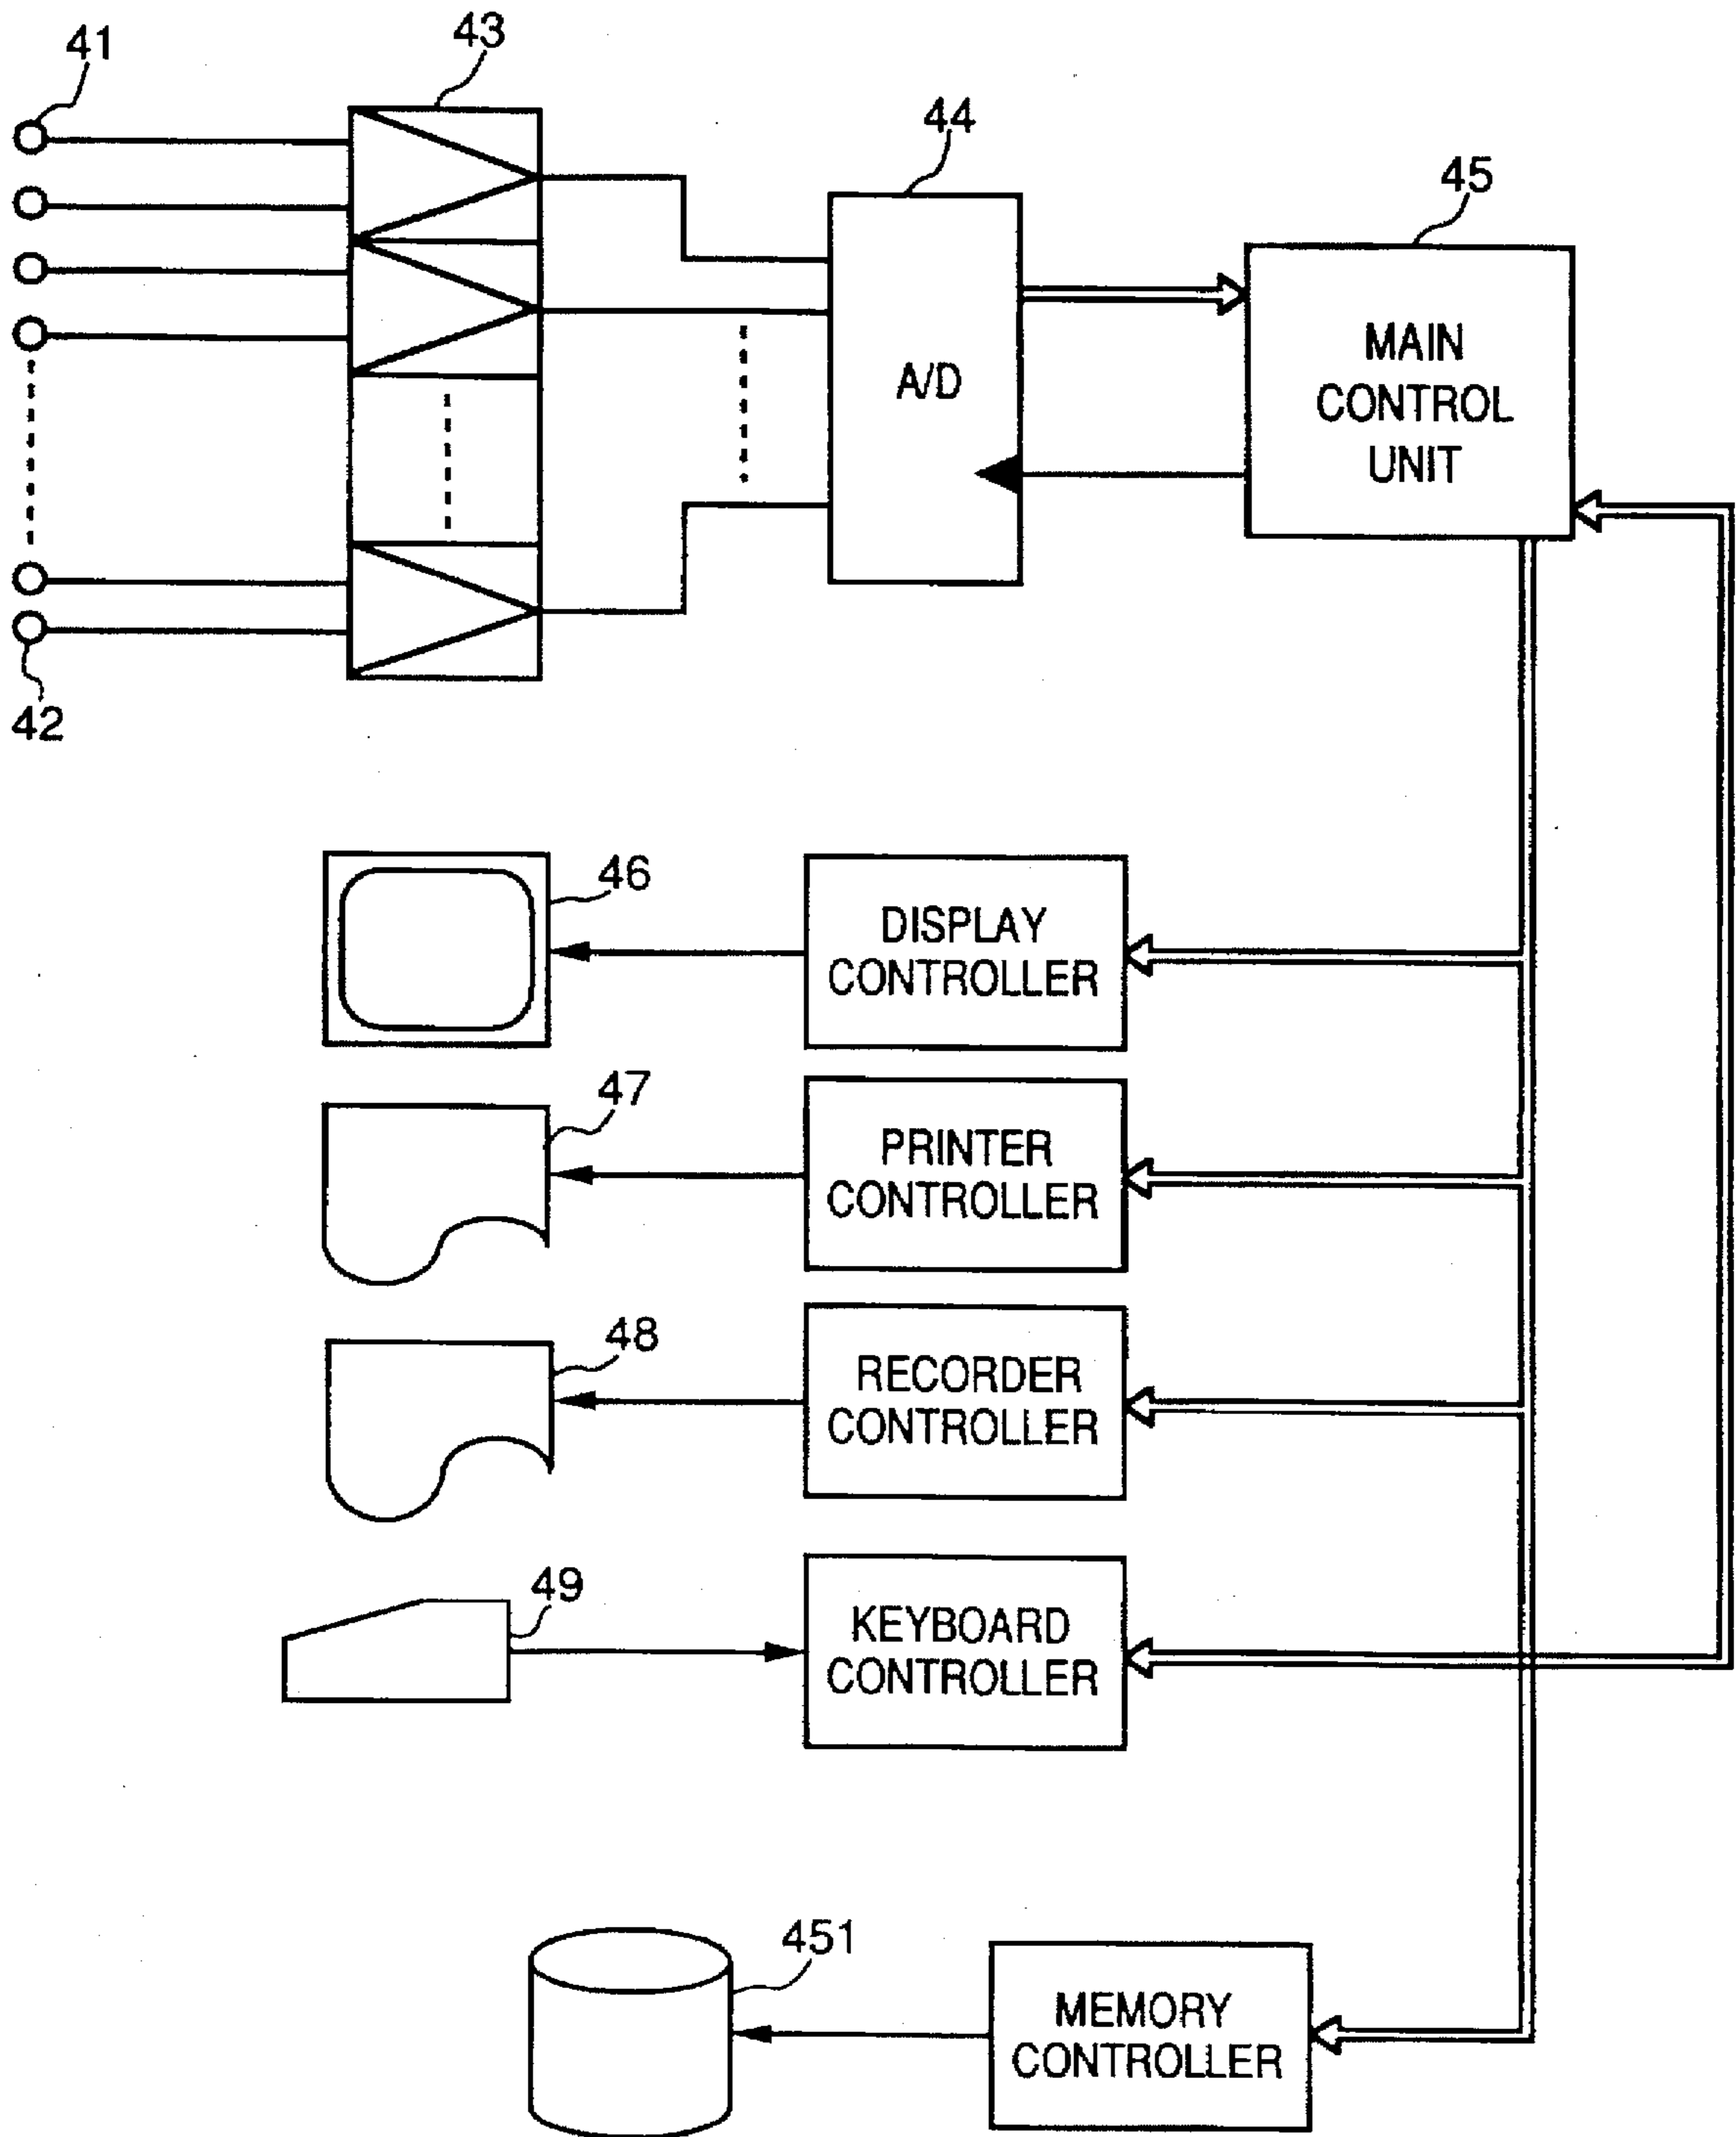 41
43
44
45
A/D
MAIN
CONTROL
UNIT
42
46
DISPLAY
CONTROLLER
47
PRINTER
CONTROLLER
48
RECORDER
CONTROLLER
49
KEYBOARD
CONTROLLER
451
MEMORY
CONTROLLER